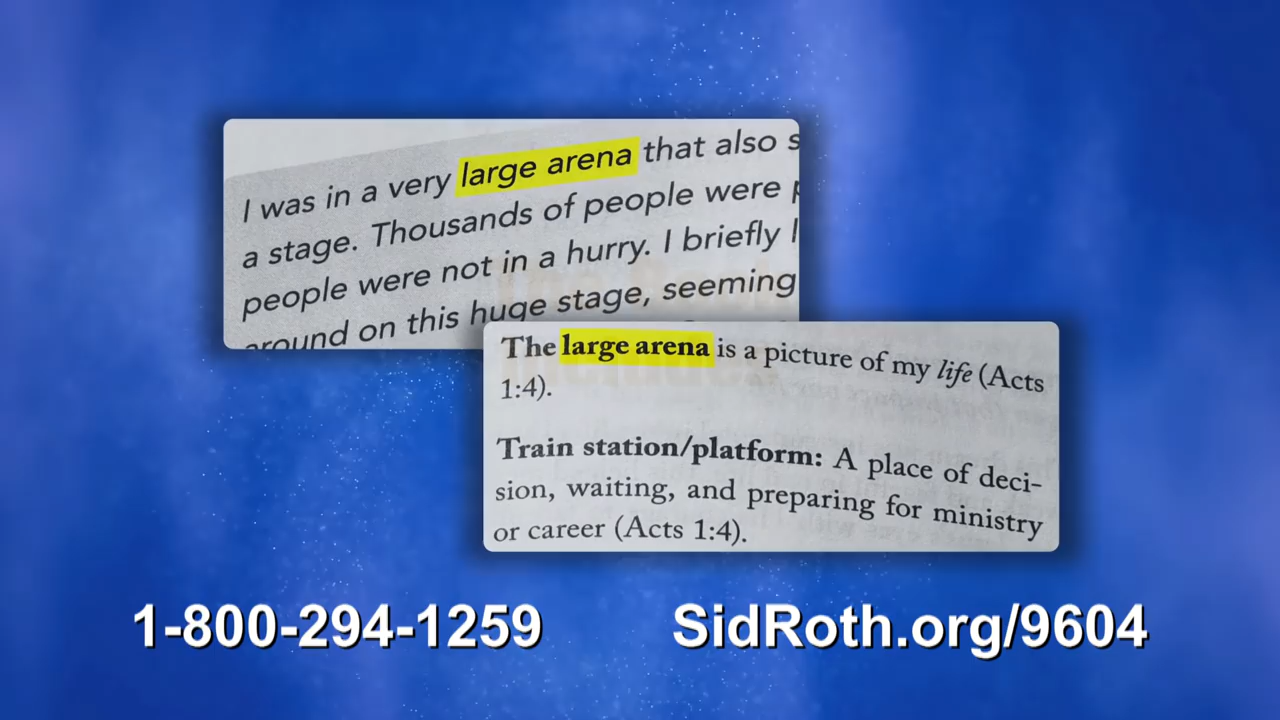 I was in a very large arena that also
a stage. Thousands of people were
people were not in a hurry. I briefly
around on this huge stage, seeming
The large arena is a picture of my life (Acts
1:4).
Train station/platform: A place of deci-
sion, waiting, and preparing for ministry
or career (Acts 1:4).
1-800-294-1259
SidRoth.org/9604